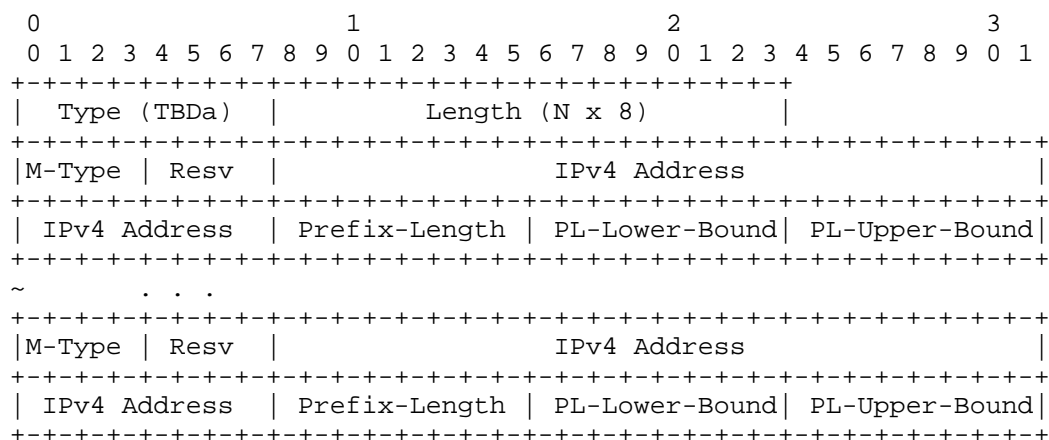 0                   1                   2                   3
 0 1 2 3 4 5 6 7 8 9 0 1 2 3 4 5 6 7 8 9 0 1 2 3 4 5 6 7 8 9 0 1
+-+-+-+-+-+-+-+-+-+-+-+-+-+-+-+-+-+-+-+-+-+-+-+-+
|  Type (TBDa)  |         Length (N x 8)        |
+-+-+-+-+-+-+-+-+-+-+-+-+-+-+-+-+-+-+-+-+-+-+-+-+-+-+-+-+-+-+-+-+
|M-Type | Resv  |                 IPv4 Address                  |
+-+-+-+-+-+-+-+-+-+-+-+-+-+-+-+-+-+-+-+-+-+-+-+-+-+-+-+-+-+-+-+-+
| IPv4 Address  | Prefix-Length | PL-Lower-Bound| PL-Upper-Bound|
+-+-+-+-+-+-+-+-+-+-+-+-+-+-+-+-+-+-+-+-+-+-+-+-+-+-+-+-+-+-+-+-+
~       . . .
+-+-+-+-+-+-+-+-+-+-+-+-+-+-+-+-+-+-+-+-+-+-+-+-+-+-+-+-+-+-+-+-+
|M-Type | Resv  |                 IPv4 Address                  |
+-+-+-+-+-+-+-+-+-+-+-+-+-+-+-+-+-+-+-+-+-+-+-+-+-+-+-+-+-+-+-+-+
| IPv4 Address  | Prefix-Length | PL-Lower-Bound| PL-Upper-Bound|
+-+-+-+-+-+-+-+-+-+-+-+-+-+-+-+-+-+-+-+-+-+-+-+-+-+-+-+-+-+-+-+-+